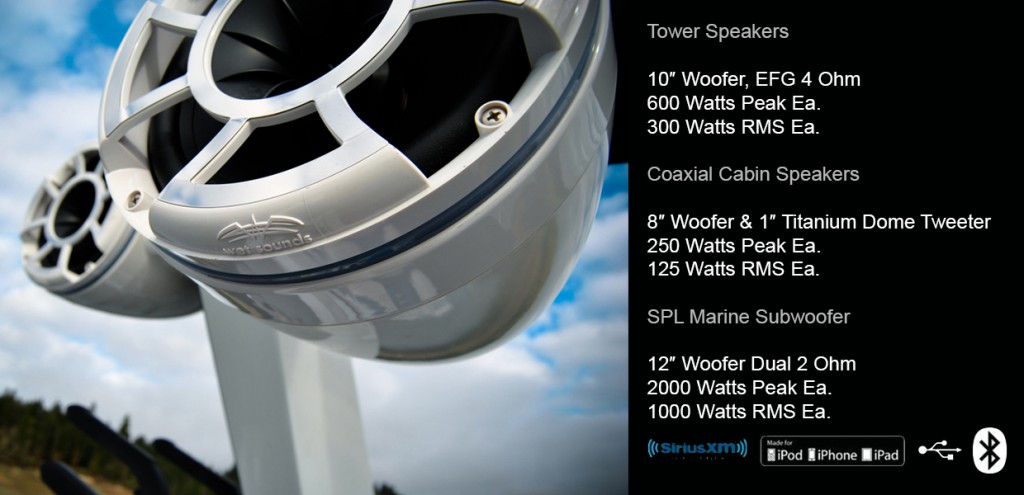 wet sounds
Tower Speakers
10″ Woofer, EFG 4 Ohm
600 Watts Peak Ea.
300 Watts RMS Ea.
Coaxial Cabin Speakers
8″ Woofer & 1″ Titanium Dome Tweeter
250 Watts Peak Ea.
125 Watts RMS Ea.
SPL Marine Subwoofer
12″ Woofer Dual 2 Ohm
2000 Watts Peak Ea.
1000 Watts RMS Ea.
((SiriusXM))
Made for
iPod iPhone iPad